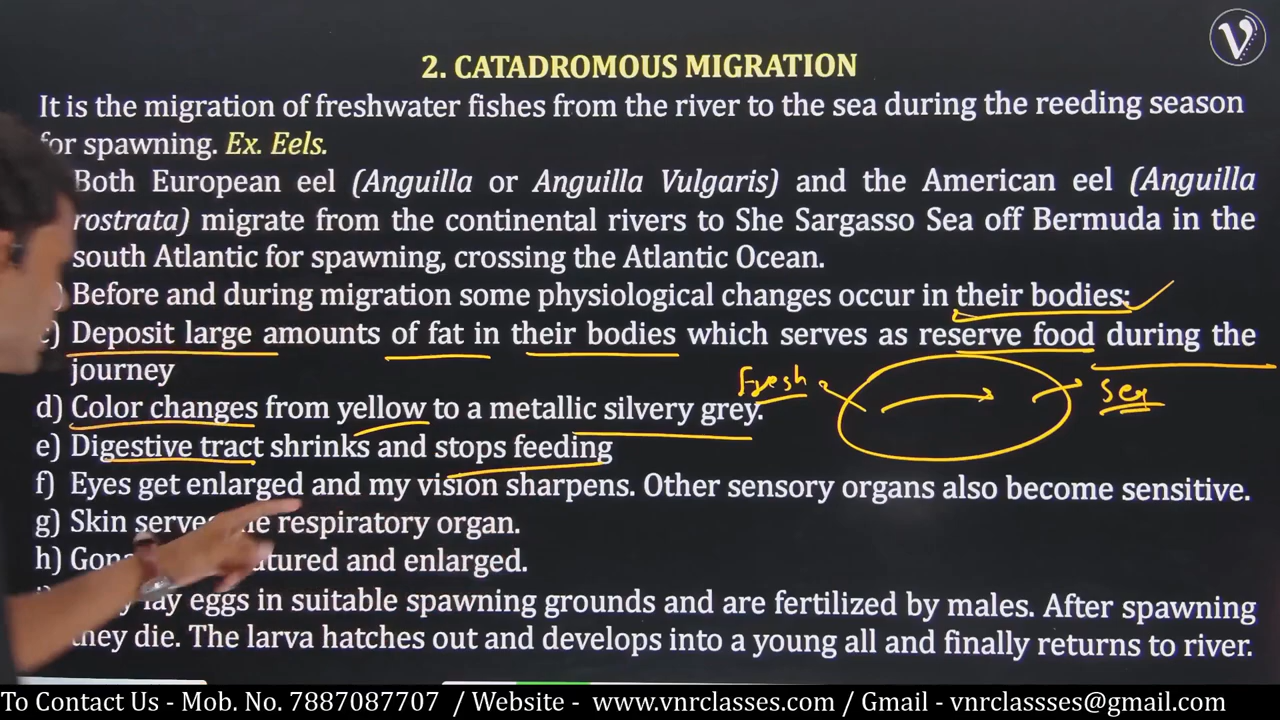 V
2. CATADROMOUS MIGRATION
It is the migration of freshwater fishes from the river to the sea during the reeding season
for spawning. Ex. Eels.
Both European eel (Anguilla or Anguilla Vulgaris) and the American eel (Anguilla
rostrata) migrate from the continental rivers to She Sargasso Sea off Bermuda in the
south Atlantic for spawning, crossing the Atlantic Ocean.
) Before and during migration some physiological changes occur in their bodies:
c) Deposit large amounts of fat in their bodies which serves as reserve food during the
journey
Fresh
sea
d) Color changes from yellow to a metallic silvery grey.
e) Digestive tract shrinks and stops feeding
f) Eyes get enlarged and my vision sharpens. Other sensory organs also become sensitive.
g) Skin serves respiratory organ.
h) and enlarged.
lay eggs in suitable spawning grounds and are fertilized by males. After spawning
they die. The larva hatches out and develops into a young all and finally returns to river.
To Contact Us - Mob. No. 7887087707 / Website - www.vnrclasses.com / Gmail - vnrclassses@gmail.com